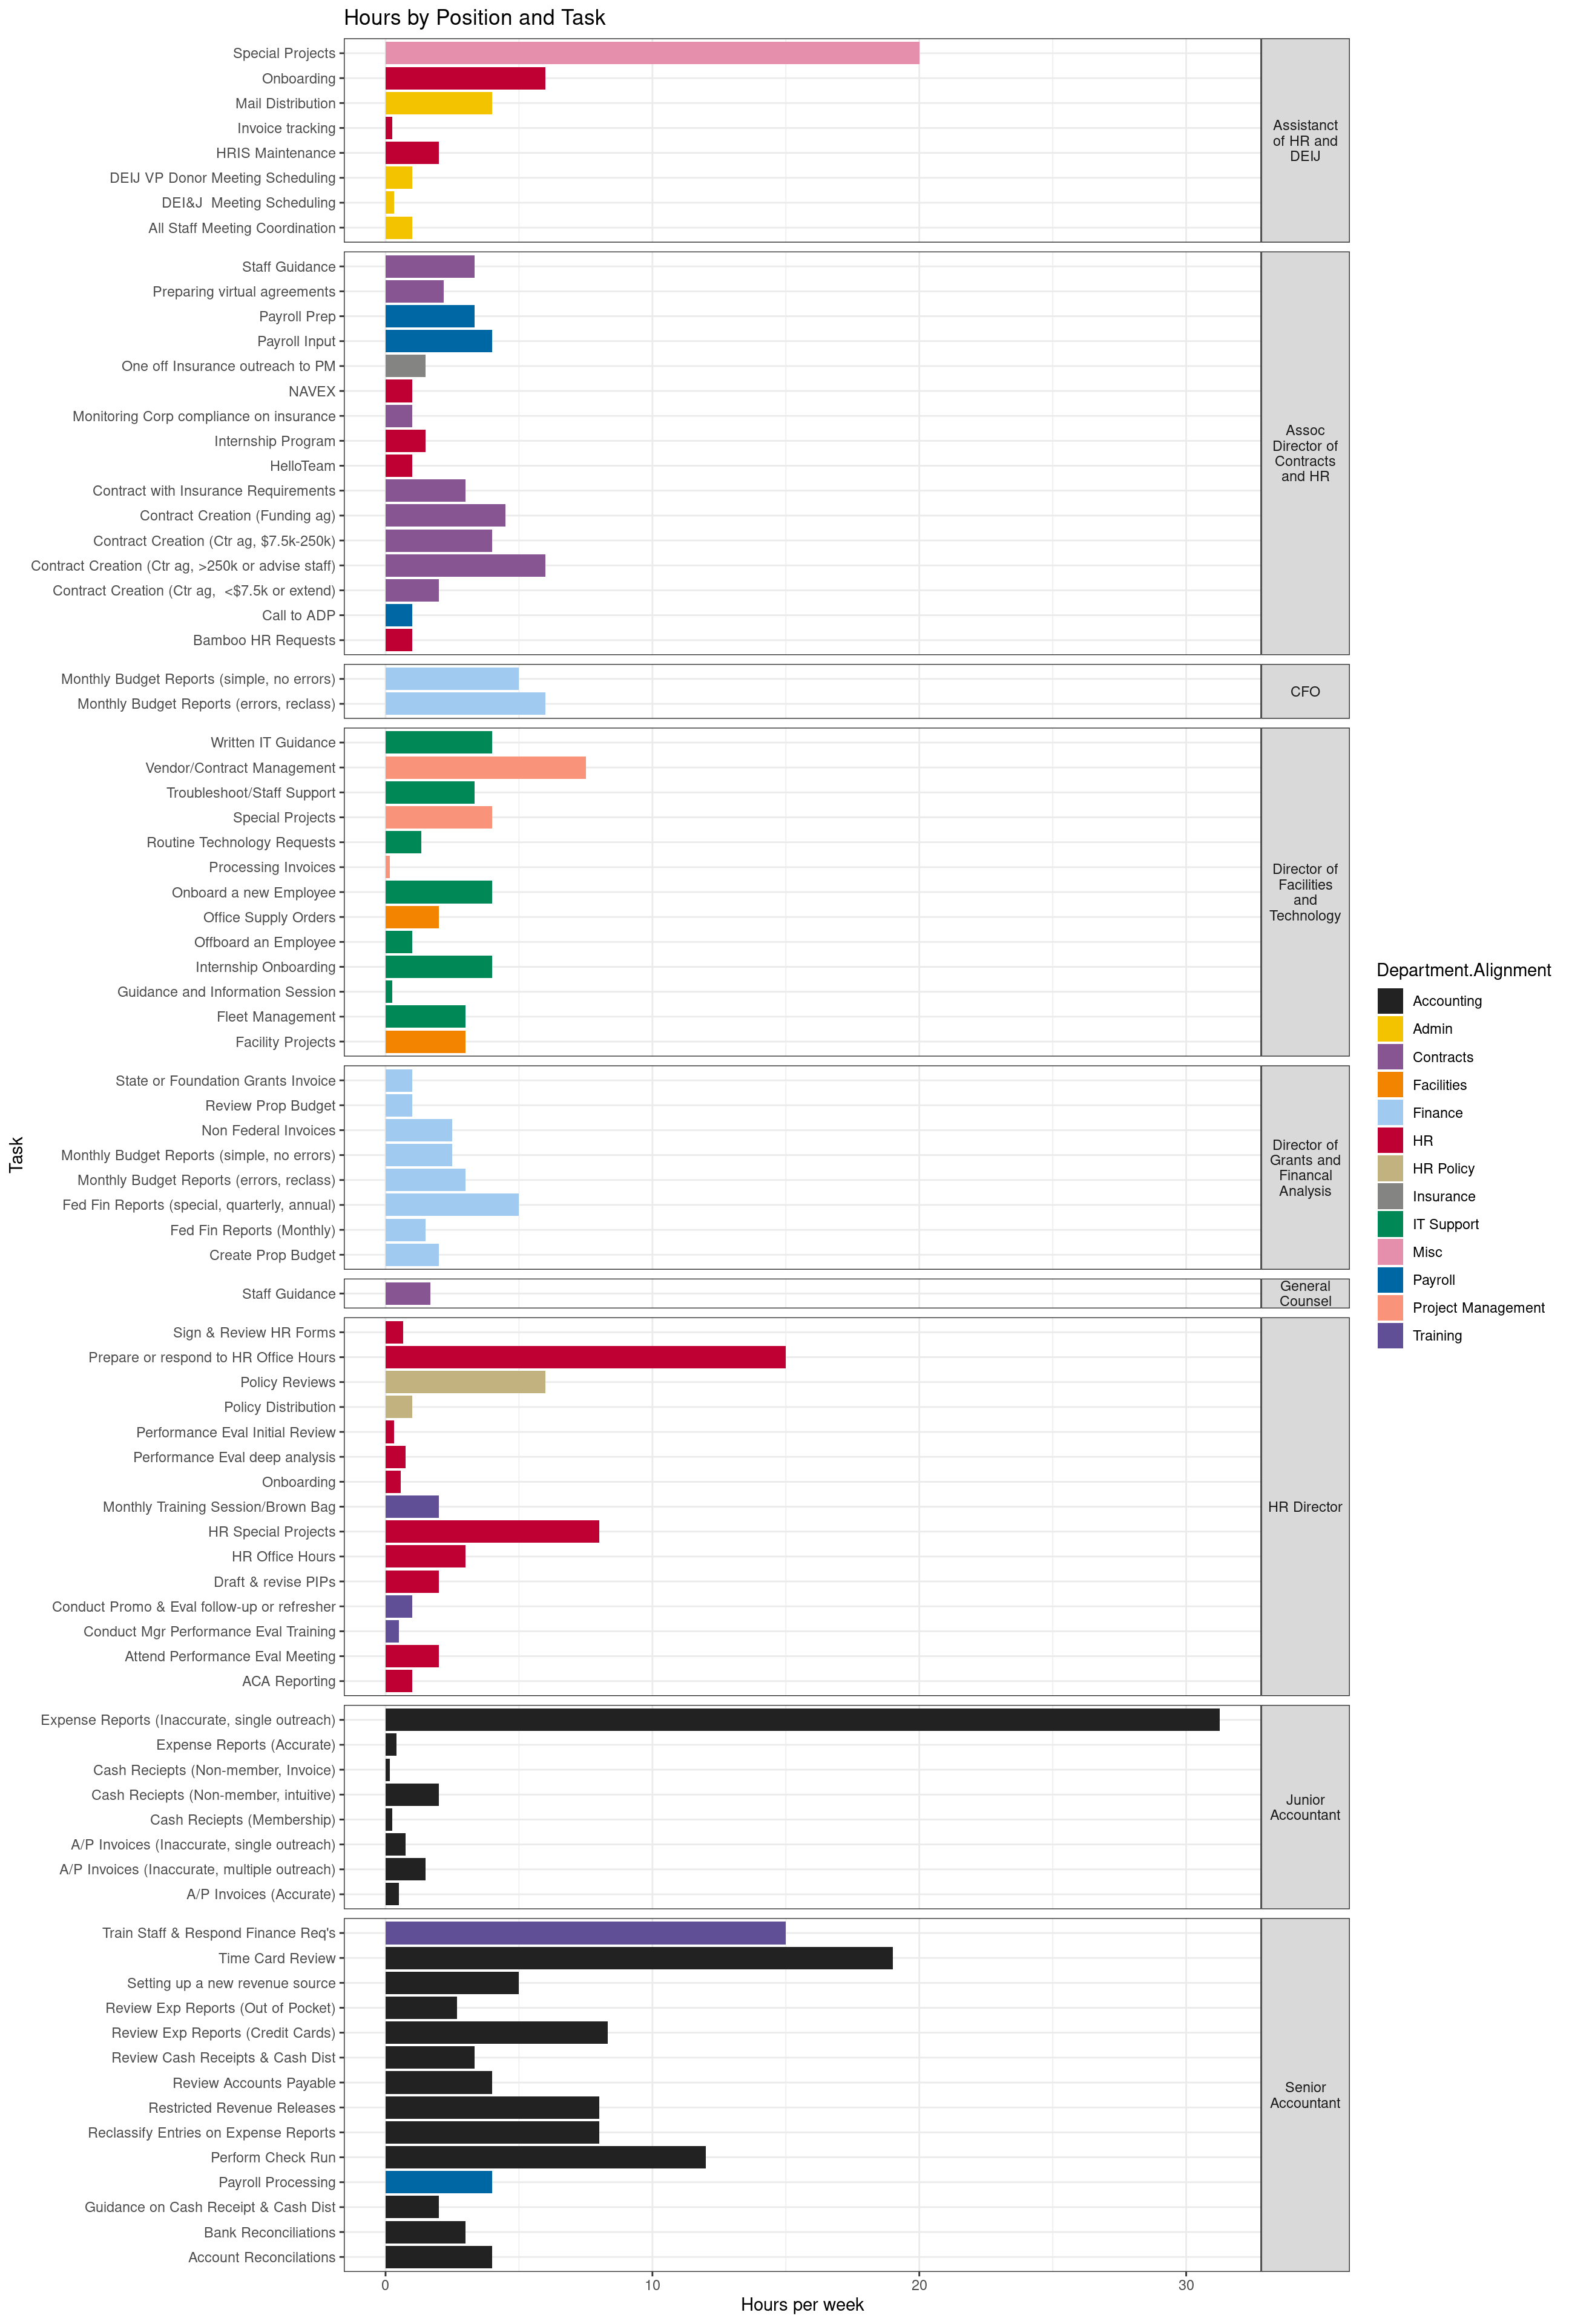 Hours by Position and Task
Special Projects
Onboarding
Mail Distribution
Invoice tracking
HRIS Maintenance
DEIJ VP Donor Meeting Scheduling
DEI&J  Meeting Scheduling
All Staff Meeting Coordination
Assistanct
of HR and
DEIJ
Staff Guidance
Preparing virtual agreements
Payroll Prep
Payroll Input
One off Insurance outreach to PM
NAVEX
Monitoring Corp compliance on insurance
Internship Program
HelloTeam
Contract with Insurance Requirements
Contract Creation (Funding ag)
Contract Creation (Ctr ag, $7.5k-250k)
Contract Creation (Ctr ag, >250k or advise staff)
Contract Creation (Ctr ag,  <$7.5k or extend)
Call to ADP
Bamboo HR Requests
Assoc
Director of
Contracts
and HR
Monthly Budget Reports (simple, no errors)
Monthly Budget Reports (errors, reclass)
CFO
Written IT Guidance
Vendor/Contract Management
Troubleshoot/Staff Support
Special Projects
Routine Technology Requests
Processing Invoices
Onboard a new Employee
Office Supply Orders
Offboard an Employee
Internship Onboarding
Guidance and Information Session
Fleet Management
Facility Projects
Director of
Facilities
and
Technology
State or Foundation Grants Invoice
Review Prop Budget
Non Federal Invoices
Monthly Budget Reports (simple, no errors)
Monthly Budget Reports (errors, reclass)
Fed Fin Reports (special, quarterly, annual)
Fed Fin Reports (Monthly)
Create Prop Budget
Director of
Grants and
Financal
Analysis
Staff Guidance
General
Counsel
Sign & Review HR Forms
Prepare or respond to HR Office Hours
Policy Reviews
Policy Distribution
Performance Eval Initial Review
Performance Eval deep analysis
Onboarding
Monthly Training Session/Brown Bag
HR Special Projects
HR Office Hours
Draft & revise PIPs
Conduct Promo & Eval follow-up or refresher
Conduct Mgr Performance Eval Training
Attend Performance Eval Meeting
ACA Reporting
HR Director
Expense Reports (Inaccurate, single outreach)
Expense Reports (Accurate)
Cash Reciepts (Non-member, Invoice)
Cash Reciepts (Non-member, intuitive)
Cash Reciepts (Membership)
A/P Invoices (Inaccurate, single outreach)
A/P Invoices (Inaccurate, multiple outreach)
A/P Invoices (Accurate)
Junior
Accountant
Train Staff & Respond Finance Req's
Time Card Review
Setting up a new revenue source
Review Exp Reports (Out of Pocket)
Review Exp Reports (Credit Cards)
Review Cash Receipts & Cash Dist
Review Accounts Payable
Restricted Revenue Releases
Reclassify Entries on Expense Reports
Perform Check Run
Payroll Processing
Guidance on Cash Receipt & Cash Dist
Bank Reconciliations
Account Reconcilations
Senior
Accountant
0 10 20 30
Hours per week
Task
Department.Alignment
Accounting
Admin
Contracts
Facilities
Finance
HR
HR Policy
Insurance
IT Support
Misc
Payroll
Project Management
Training